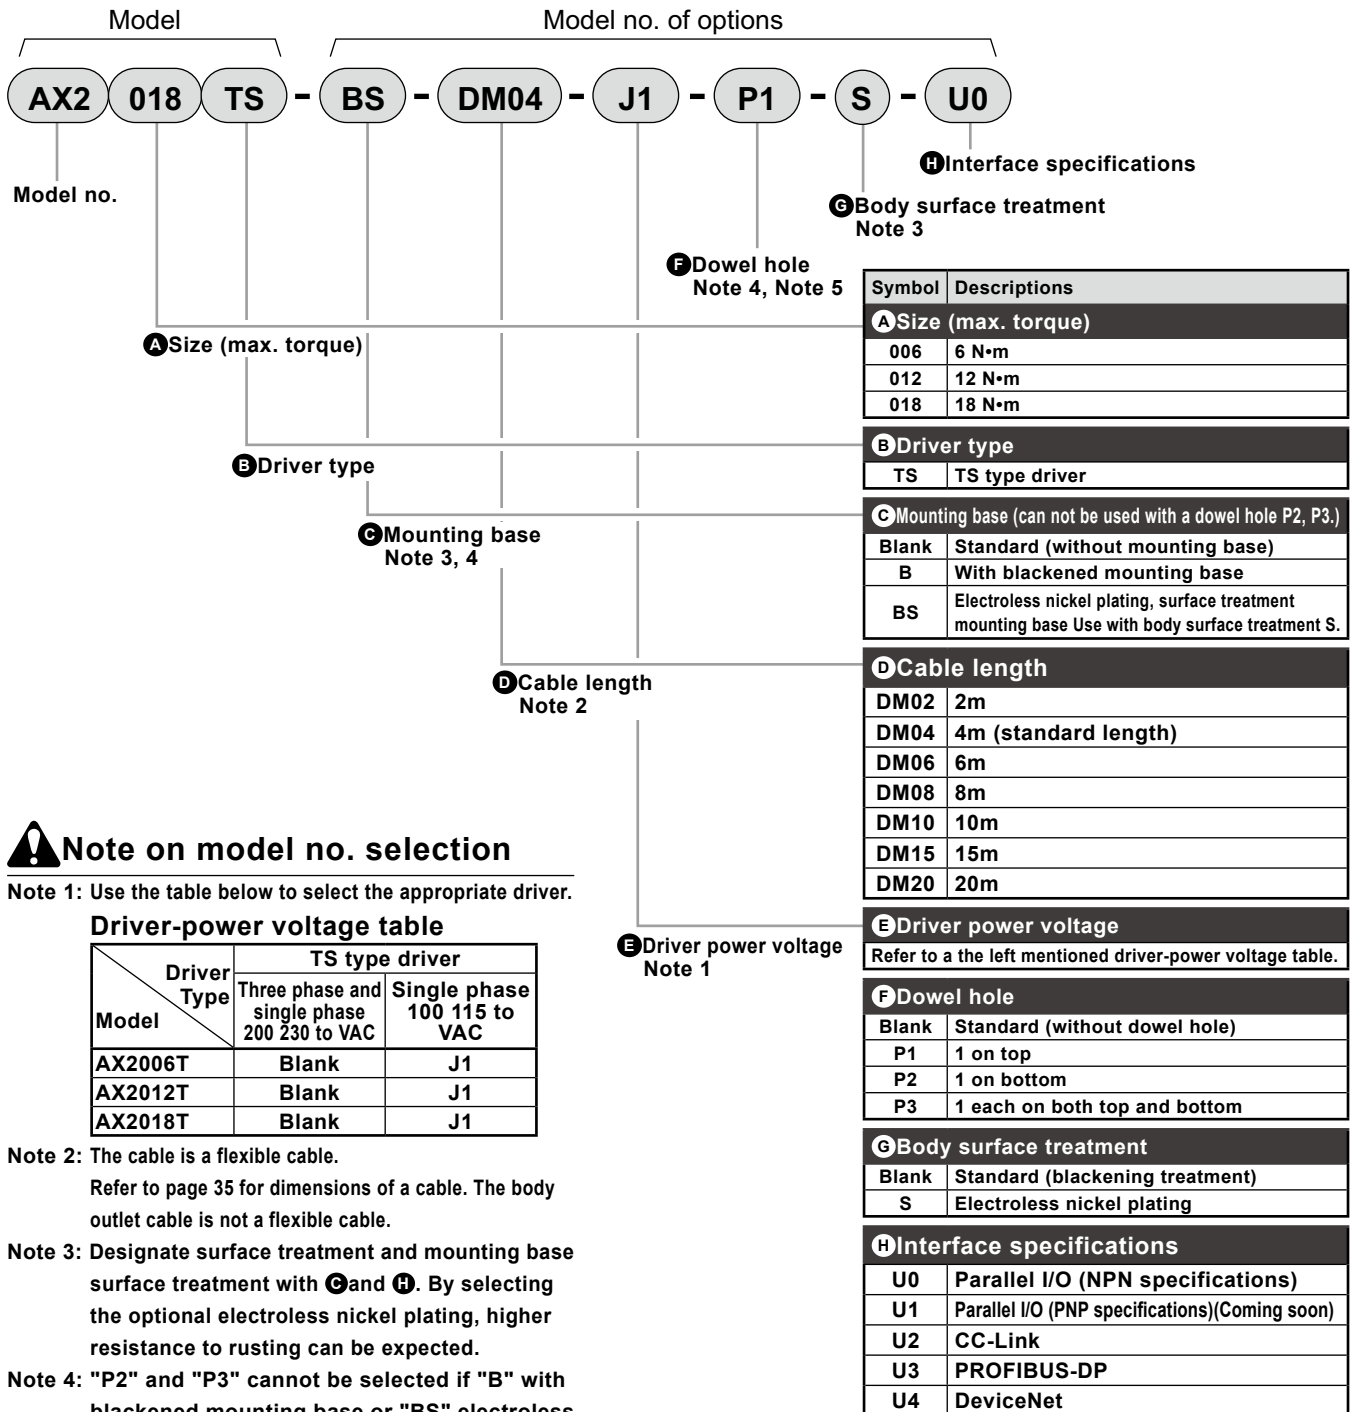 Model
Model no. of options
AX2 018 TS - BS - DM04 - J1 - P1 - S - U0
Model no.
H Interface specifications
G Body surface treatment
Note 3
F Dowel hole
Note 4, Note 5
A Size (max. torque)
B Driver type
C Mounting base
Note 3, 4
D Cable length
Note 2
E Driver power voltage
Note 1
Symbol Descriptions
A Size (max. torque)
006 6 N•m
012 12 N•m
018 18 N•m
B Driver type
TS TS type driver
C Mounting base (can not be used with a dowel hole P2, P3.)
Blank Standard (without mounting base)
B With blackened mounting base
BS Electroless nickel plating, surface treatment
mounting base Use with body surface treatment S.
D Cable length
DM02 2m
DM04 4m (standard length)
DM06 6m
DM08 8m
DM10 10m
DM15 15m
DM20 20m
E Driver power voltage
Refer to a the left mentioned driver-power voltage table.
F Dowel hole
Blank Standard (without dowel hole)
P1 1 on top
P2 1 on bottom
P3 1 each on both top and bottom
G Body surface treatment
Blank Standard (blackening treatment)
S Electroless nickel plating
H Interface specifications
U0 Parallel I/O (NPN specifications)
U1 Parallel I/O (PNP specifications)(Coming soon)
U2 CC-Link
U3 PROFIBUS-DP
U4 DeviceNet
Note on model no. selection
Note 1: Use the table below to select the appropriate driver.
Driver-power voltage table
Driver
Type
Model
TS type driver
Three phase and
single phase
200 230 to VAC
Single phase
100 115 to
VAC
AX2006T Blank J1
AX2012T Blank J1
AX2018T Blank J1
Note 2: The cable is a flexible cable.
Refer to page 35 for dimensions of a cable. The body
outlet cable is not a flexible cable.
Note 3: Designate surface treatment and mounting base
surface treatment with C and H. By selecting
the optional electroless nickel plating, higher
resistance to rusting can be expected.
Note 4: "P2" and "P3" cannot be selected if "B" with
blackened mounting base or "BS" electroless